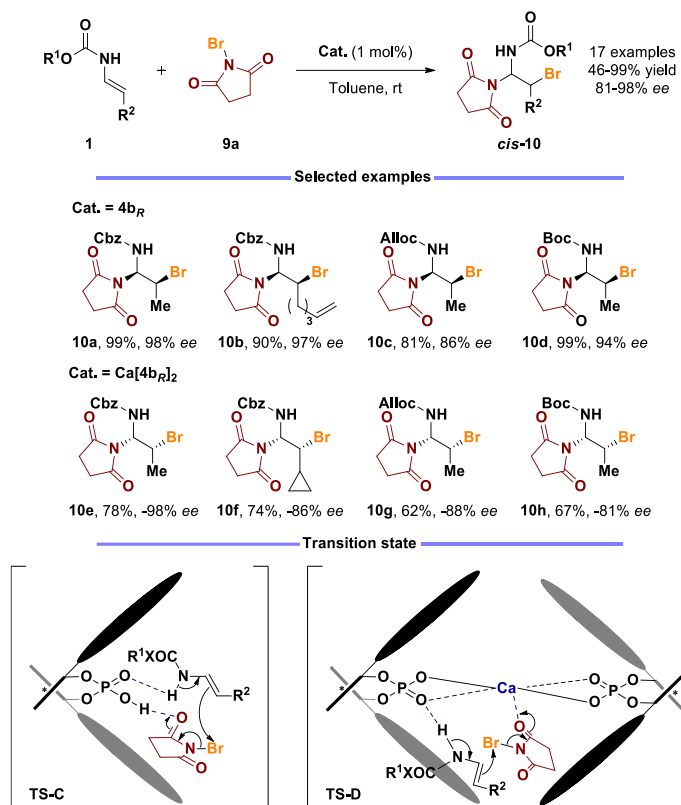 R¹O O NH R² + Br N O O Cat. (1 mol%) Toluene, rt HN O OR¹ Br O N R² O
17 examples
46-99% yield
81–98% ee
1 9a cis-10
Selected examples
Cat. = 4b_R
Cbz NH O N Br Me O
Cbz NH O N Br 3 O
Alloc NH O N Br Me O
Boc NH O N Br Me O
10a, 99%, 98% ee 10b, 90%, 97% ee 10c, 81%, 86% ee 10d, 99%, 94% ee
Cat. = Ca[4b_R]₂
Cbz NH O N Br Me O
Cbz NH O N Br O
Alloc NH O N Br Me O
Boc NH O N Br Me O
10e, 78%, -98% ee 10f, 74%, -86% ee 10g, 62%, -88% ee 10h, 67%, -81% ee
Transition state
* O O P O O H R¹XOC N H R² O N Br O
TS-C
* O O P O O Ca O O P O O * H N R¹XOC R² Br N O O
TS-D